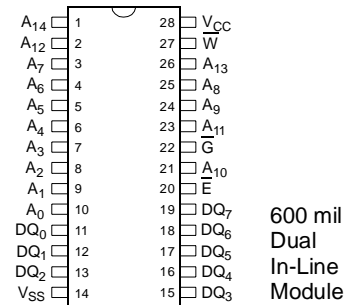 A14 1 28 VCC
A12 2 27 W̅
A7 3 26 A13
A6 4 25 A8
A5 5 24 A9
A4 6 23 A11
A3 7 22 G̅
A2 8 21 A10
A1 9 20 E̅
A0 10 19 DQ7
DQ0 11 18 DQ6
DQ1 12 17 DQ5
DQ2 13 16 DQ4
VSS 14 15 DQ3
600 mil
Dual
In-Line
Module